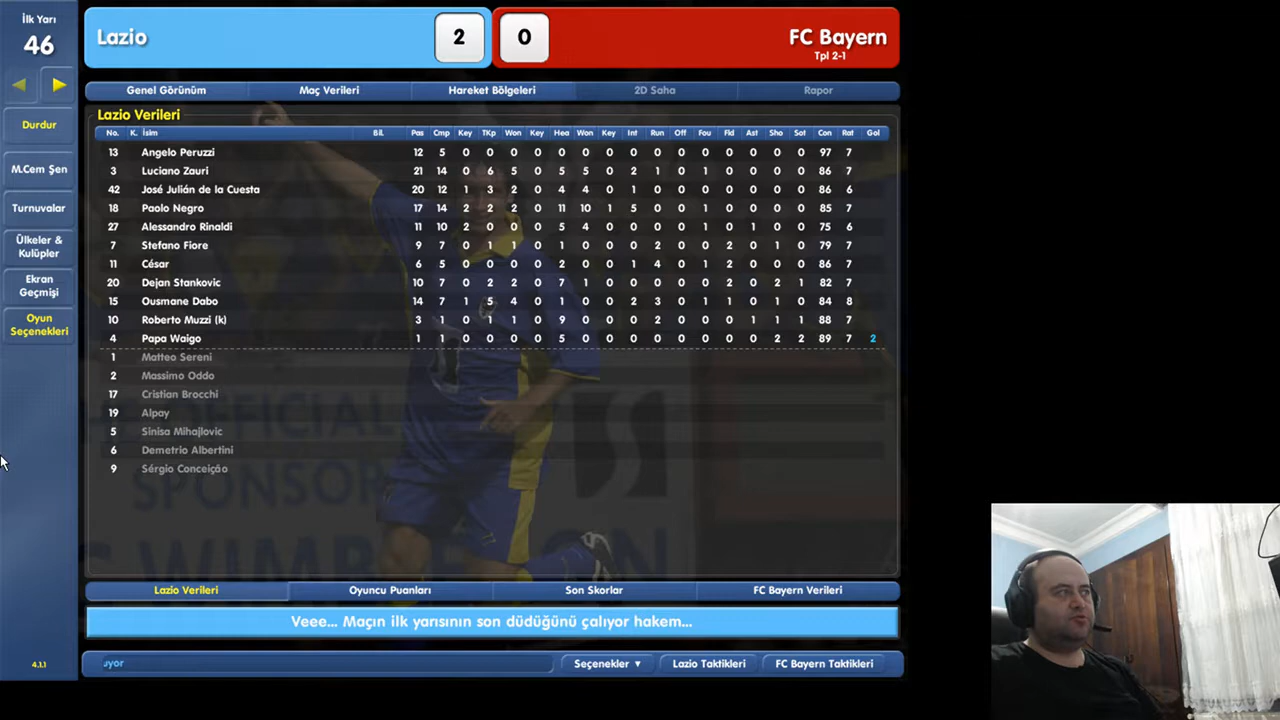 İlk Yarı
46
Durdur
M.Cem Şen
Turnuvalar
Ülkeler &
Kulüpler
Ekran
Geçmişi
Oyun
Seçenekleri
4.1.1
Lazio 2 0 FC Bayern
Tpl 2-1
Genel Görünüm Maç Verileri Hareket Bölgeleri 2D Saha Rapor
Lazio Verileri
No. K. İsim Bil. Pas Cmp Key TKp Won Key Hea Won Key Int Run Off Fou Fld Ast Sho Sot Con Rat Gol
13 Angelo Peruzzi 12 5 0 0 0 0 0 0 0 0 0 0 0 0 0 0 0 97 7
3 Luciano Zauri 21 14 0 6 5 0 5 5 0 2 1 0 1 0 0 0 0 86 7
42 José Julián de la Cuesta 20 12 1 3 2 0 4 4 0 1 0 0 0 0 0 0 0 86 6
18 Paolo Negro 17 14 2 2 2 0 11 10 1 5 0 0 1 0 0 0 0 85 7
27 Alessandro Rinaldi 11 10 2 0 0 0 5 4 0 0 0 0 1 0 1 0 0 75 6
7 Stefano Fiore 9 7 0 1 1 0 1 0 0 0 2 0 0 2 0 1 0 79 7
11 César 6 5 0 0 0 0 2 0 0 1 4 0 1 2 0 0 0 86 7
20 Dejan Stankovic 10 7 0 2 2 0 7 1 0 0 0 0 0 2 0 2 1 82 7
15 Ousmane Dabo 14 7 1 5 4 0 1 0 0 2 3 0 1 1 0 1 0 84 8
10 Roberto Muzzi (k) 3 1 0 1 1 0 9 0 0 0 2 0 0 0 1 1 1 88 7
4 Papa Waigo 1 1 0 0 0 0 5 0 0 0 0 0 0 0 0 2 2 89 7 2
1 Matteo Sereni
2 Massimo Oddo
17 Cristian Brocchi
19 Alpay
5 Sinisa Mihajlovic
6 Demetrio Albertini
9 Sérgio Conceição
OFFICIAL
SPONSOR
WIMB
Lazio Verileri Oyuncu Puanları Son Skorlar FC Bayern Verileri
Veee... Maçın ilk yarısının son düdüğünü çalıyor hakem...
uyor Seçenekler ▼ Lazio Taktikleri FC Bayern Taktikleri